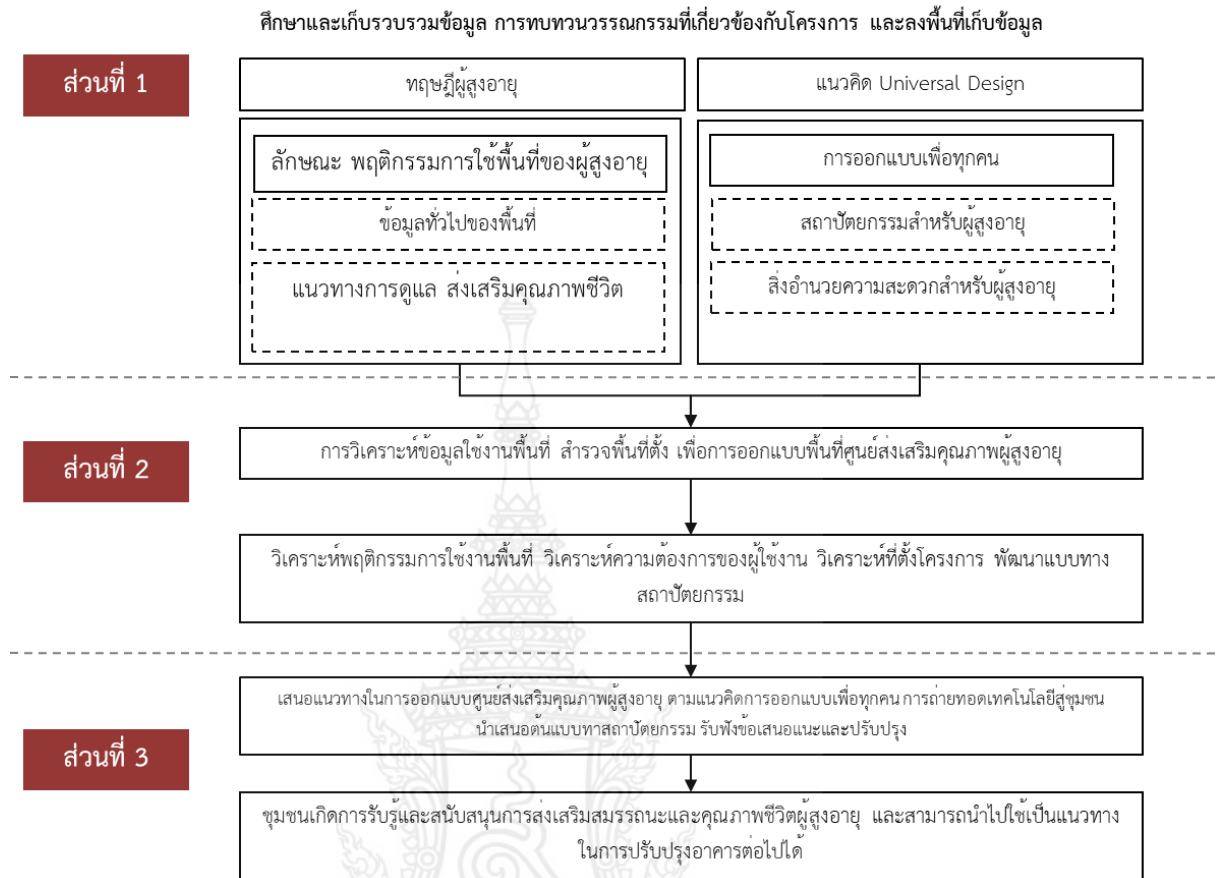 ศึกษาและเก็บรวบรวมข้อมูล การทบทวนวรรณกรรมที่เกี่ยวข้องกับโครงการ และลงพื้นที่เก็บข้อมูล
ส่วนที่ 1
ทฤษฎีผู้สูงอายุ
แนวคิด Universal Design
ลักษณะ พฤติกรรมการใช้พื้นที่ของผู้สูงอายุ
ข้อมูลทั่วไปของพื้นที่
แนวทางการดูแล ส่งเสริมคุณภาพชีวิต
การออกแบบเพื่อทุกคน
สถาปัตยกรรมสำหรับผู้สูงอายุ
สิ่งอำนวยความสะดวกสำหรับผู้สูงอายุ
ส่วนที่ 2
การวิเคราะห์ข้อมูลใช้งานพื้นที่ สำรวจพื้นที่ตั้ง เพื่อการออกแบบพื้นที่ศูนย์ส่งเสริมคุณภาพผู้สูงอายุ
วิเคราะห์พฤติกรรมการใช้งานพื้นที่ วิเคราะห์ความต้องการของผู้ใช้งาน วิเคราะห์ที่ตั้งโครงการ พัฒนาแบบทาง
สถาปัตยกรรม
ส่วนที่ 3
เสนอแนวทางในการออกแบบศูนย์ส่งเสริมคุณภาพผู้สูงอายุ ตามแนวคิดการออกแบบเพื่อทุกคน การถ่ายทอดเทคโนโลยีสู่ชุมชน
นำเสนอต้นแบบทาสถาปัตยกรรม รับฟังข้อเสนอแนะและปรับปรุง
ชุมชนเกิดการรับรู้และสนับสนุนการส่งเสริมสมรรถนะและคุณภาพชีวิตผู้สูงอายุ และสามารถนำไปใช้เป็นแนวทาง
ในการปรับปรุงอาคารต่อไปได้